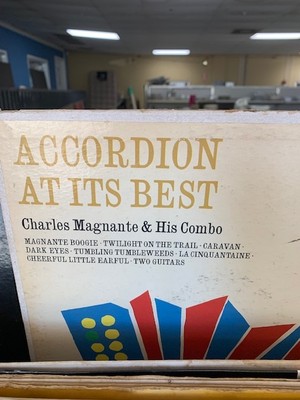 ACCORDION
AT ITS BEST
Charles Magnante & His Combo
MAGNANTE BOOGIE · TWILIGHT ON THE TRAIL · CARAVAN ·
DARK EYES · TUMBLING TUMBLEWEEDS · LA CINQUANTAINE ·
CHEERFUL LITTLE EARFUL · TWO GUITARS